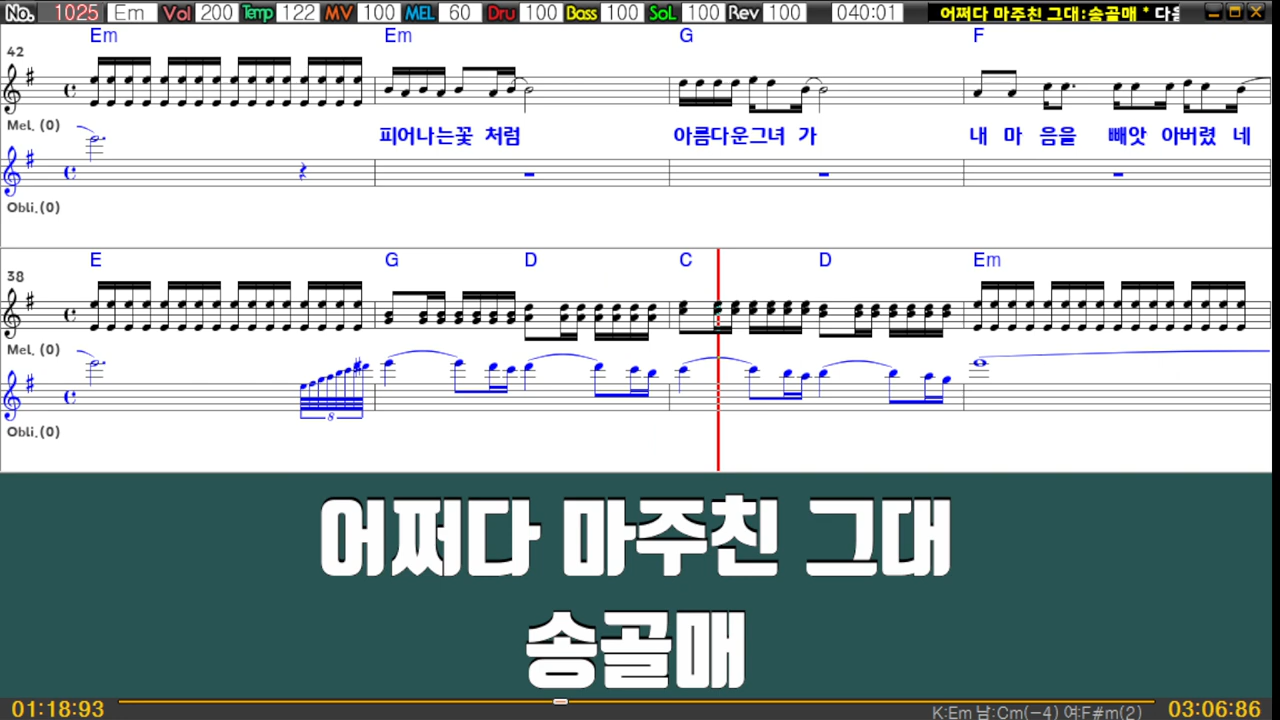 No. 1025 Em Vol 200 Temp 122 MV 100 MEL 60 Dru 100 Bass 100 SoL 100 Rev 100 040:01 어쩌다 마주친 그대:송골매 * 다음
Em Em G F
42
Mel.(0)
피어나는꽃 처럼 아름다운그녀 가 내 마 음을 빼앗 아버렸 네
Obli.(0)
E G D C D Em
38
Mel.(0)
8
Obli.(0)
어쩌다 마주친 그대
송골매
01:18:93 K:Em 남:Cm(-4) 여:F#m(2) 03:06:86